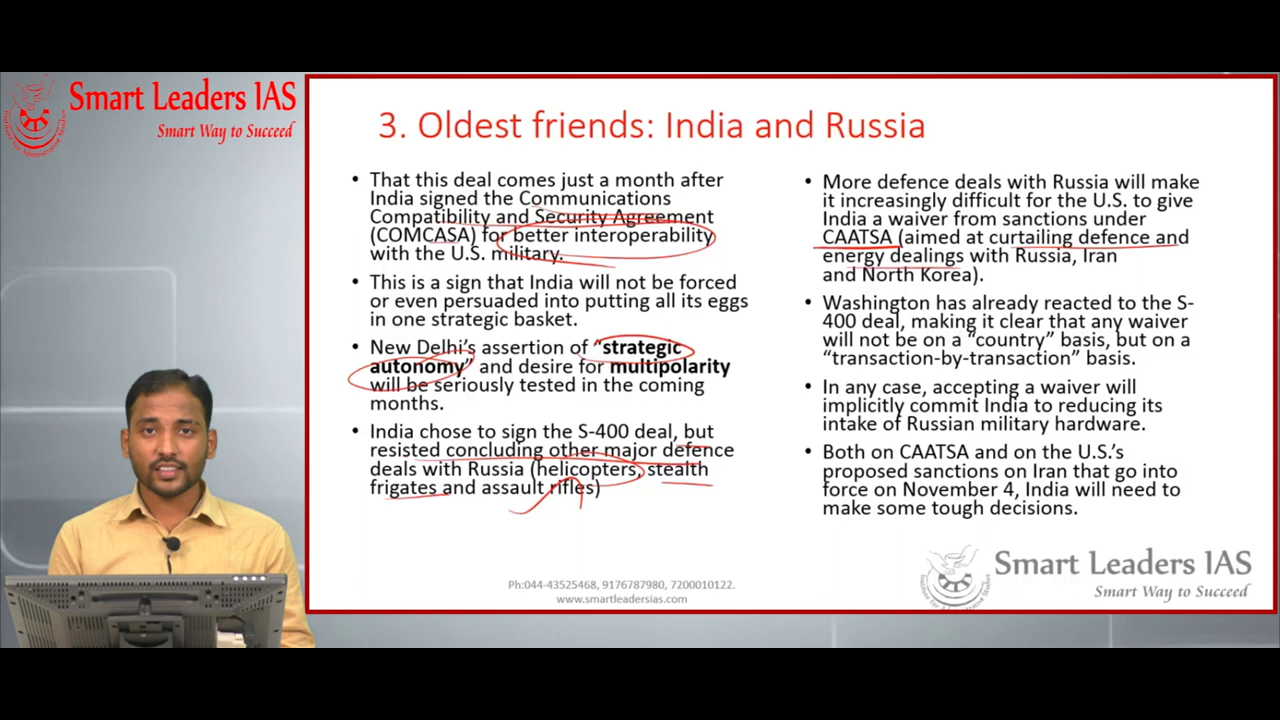 Smart Leaders IAS
Smart Way to Succeed
3. Oldest friends: India and Russia
• That this deal comes just a month after
India signed the Communications
Compatibility and Security Agreement
(COMCASA) for better interoperability
with the U.S. military.
• This is a sign that India will not be forced
or even persuaded into putting all its eggs
in one strategic basket.
• New Delhi's assertion of “strategic
autonomy” and desire for multipolarity
will be seriously tested in the coming
months.
• India chose to sign the S-400 deal, but
resisted concluding other major defence
deals with Russia (helicopters, stealth
frigates and assault rifles)
• More defence deals with Russia will make
it increasingly difficult for the U.S. to give
India a waiver from sanctions under
CAATSA (aimed at curtailing defence and
energy dealings with Russia, Iran
and North Korea).
• Washington has already reacted to the S-
400 deal, making it clear that any waiver
will not be on a “country” basis, but on a
“transaction-by-transaction” basis.
• In any case, accepting a waiver will
implicitly commit India to reducing its
intake of Russian military hardware.
• Both on CAATSA and on the U.S.'s
proposed sanctions on Iran that go into
force on November 4, India will need to
make some tough decisions.
Ph:044-43525468, 9176787980, 7200010122.
www.smartleadersias.com
Smart Leaders IAS
Smart Way to Succeed